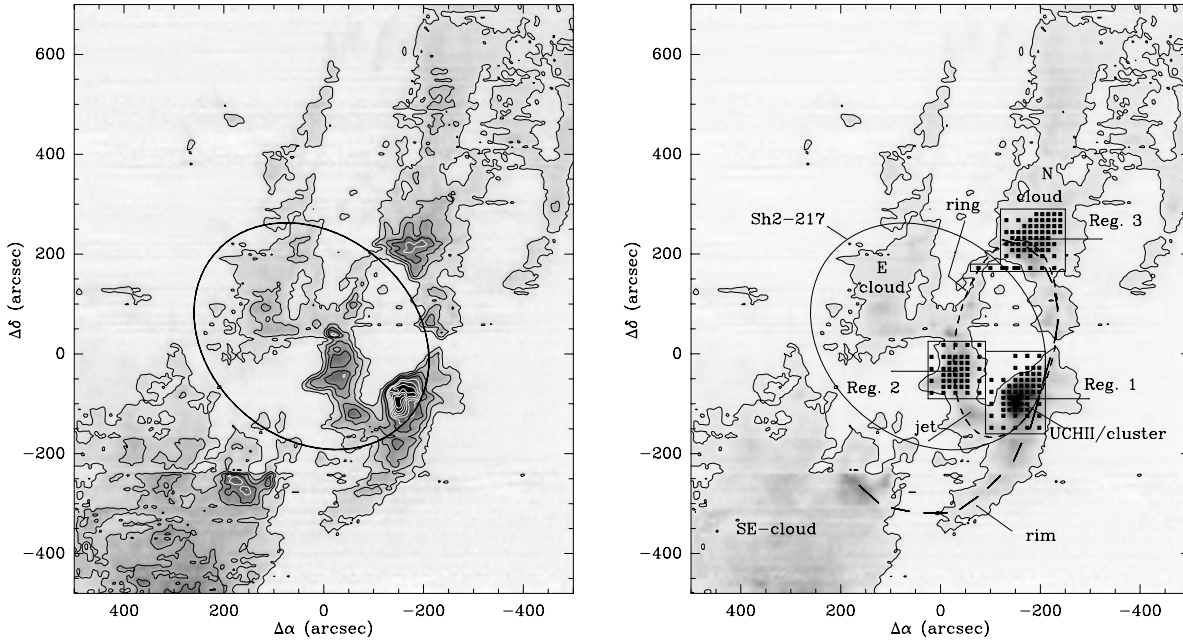 600
400
200
0
−200
−400
Δδ (arcsec)
400
200
0
−200
−400
Δα (arcsec)
600
400
200
0
−200
−400
Δδ (arcsec)
N
cloud
ring
Sh2−217
Reg. 3
E
cloud
Reg. 2
Reg. 1
jet
UCHII/cluster
SE−cloud
rim
400
200
0
−200
−400
Δα (arcsec)